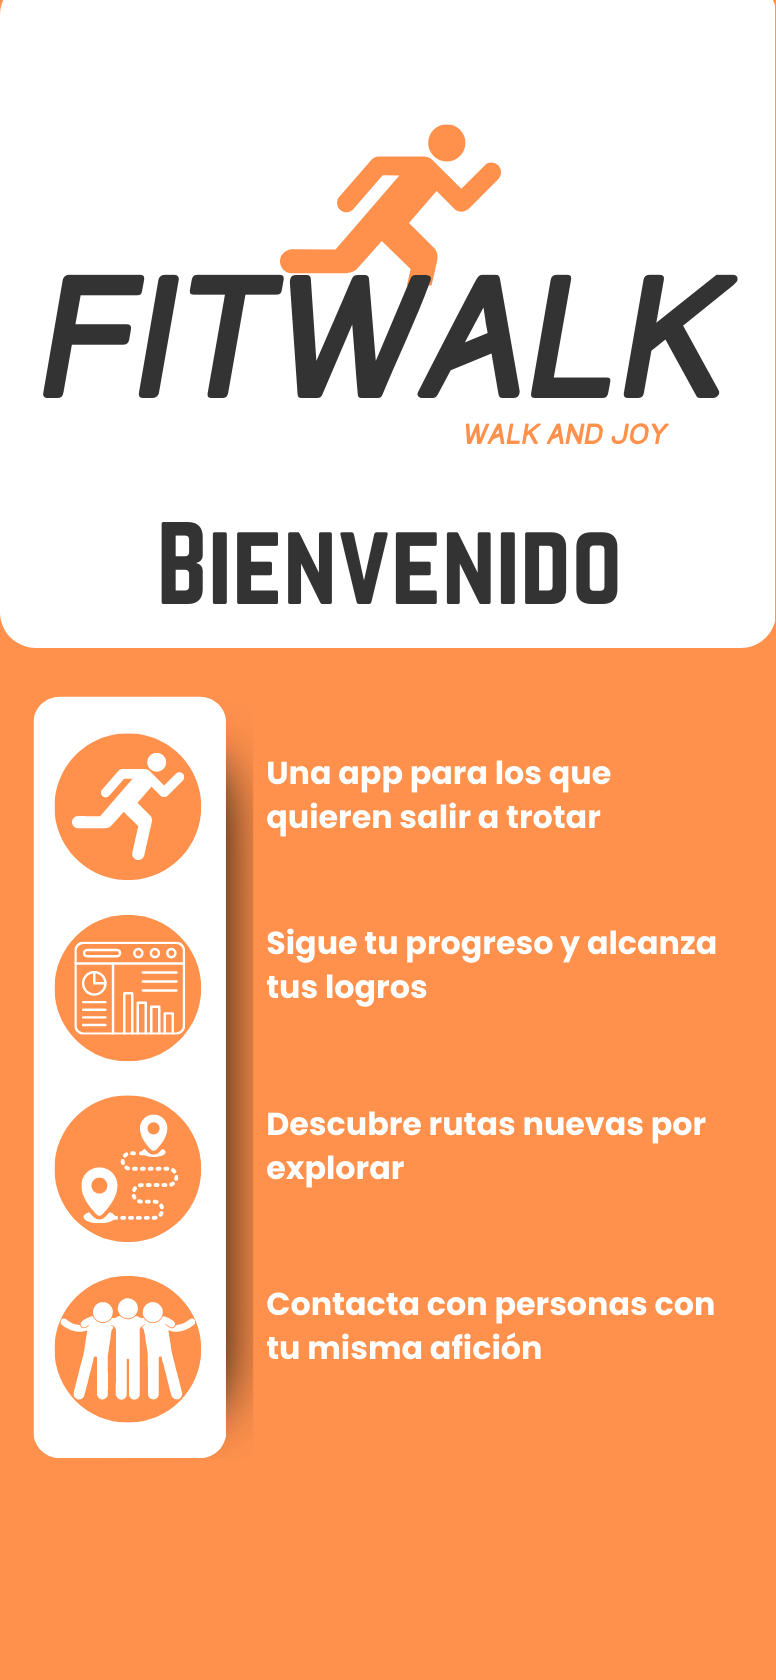 FITWALK
WALK AND JOY
BIENVENIDO
Una app para los que
quieren salir a trotar
Sigue tu progreso y alcanza
tus logros
Descubre rutas nuevas por
explorar
Contacta con personas con
tu misma afición